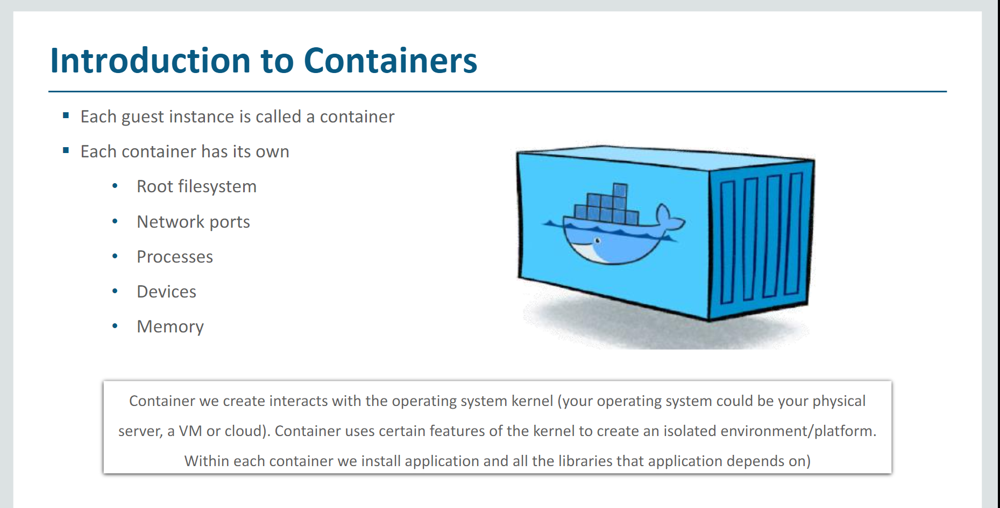 Introduction to Containers
▪ Each guest instance is called a container
▪ Each container has its own
• Root filesystem
• Network ports
• Processes
• Devices
• Memory
Container we create interacts with the operating system kernel (your operating system could be your physical
server, a VM or cloud). Container uses certain features of the kernel to create an isolated environment/platform.
Within each container we install application and all the libraries that application depends on)